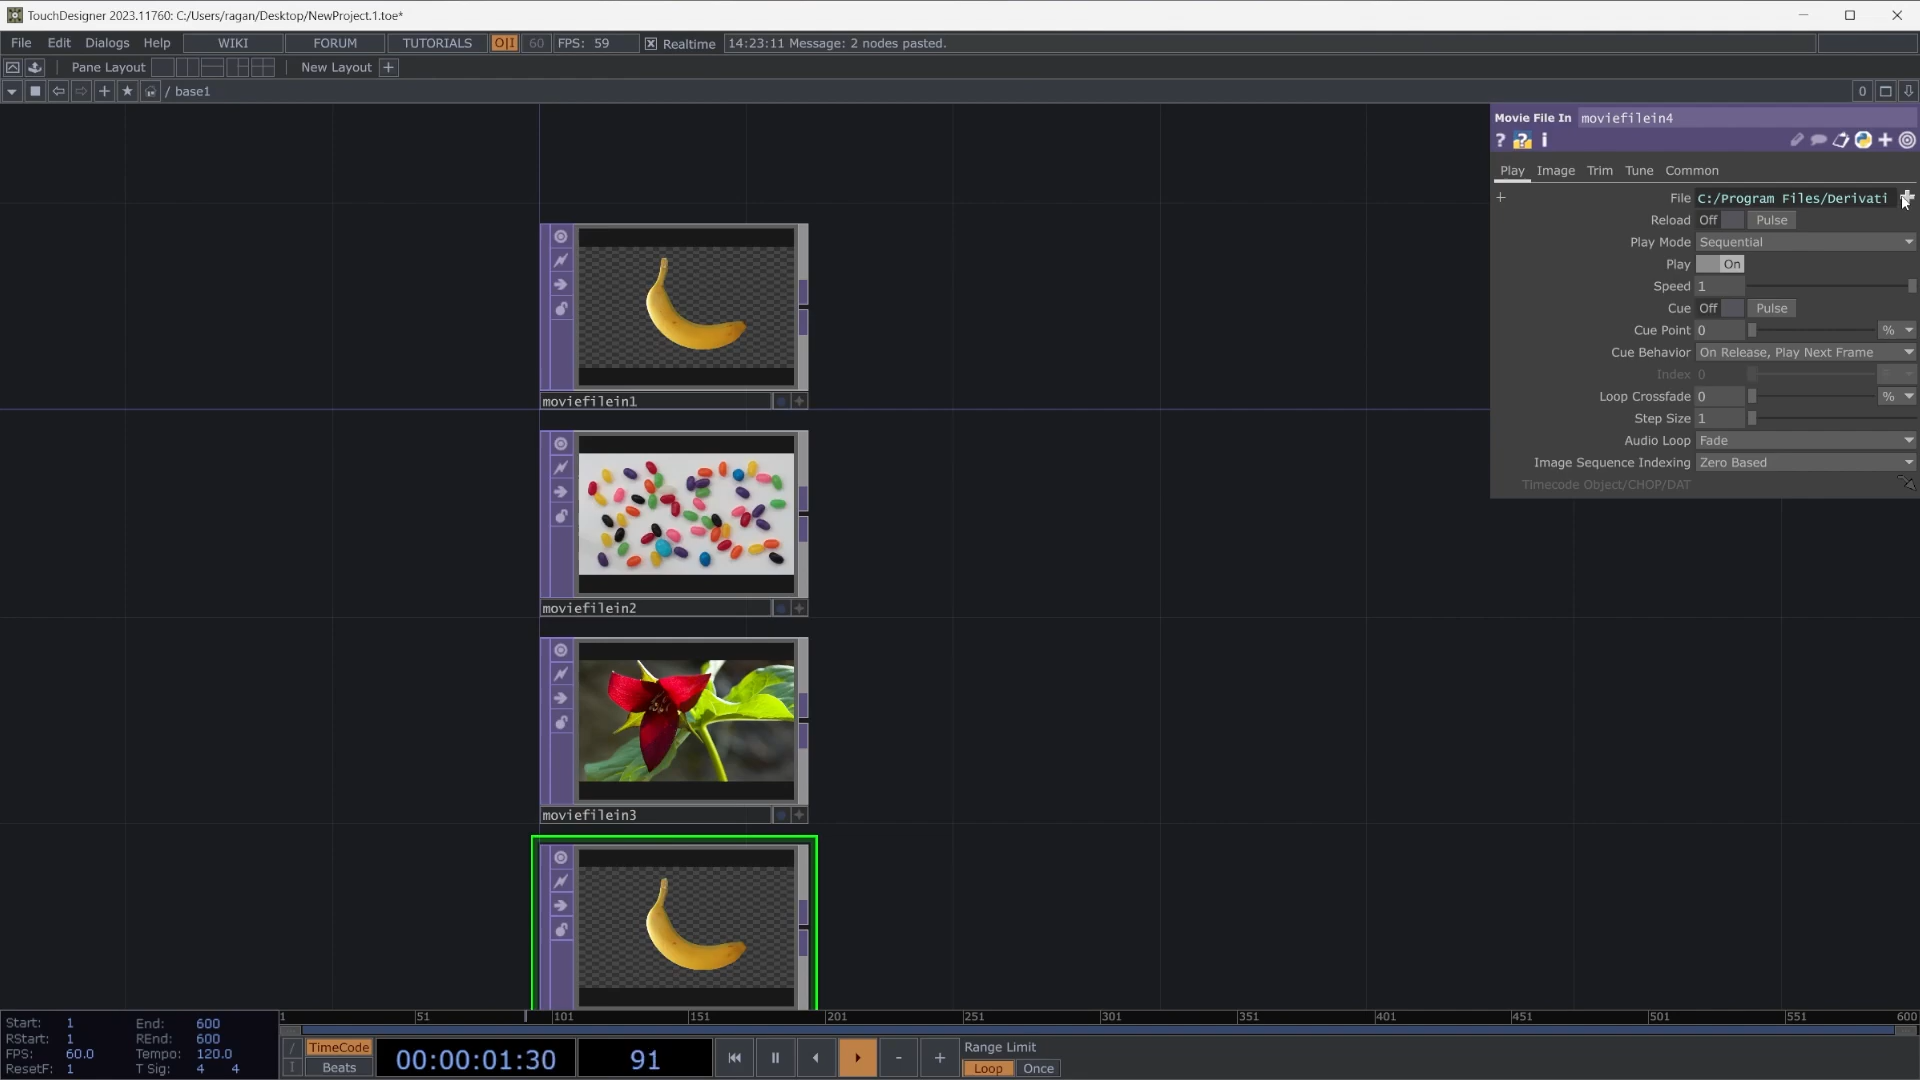 TouchDesigner 2023.11760: C:/Users/ragan/Desktop/NewProject.1.toe*
File Edit Dialogs Help WIKI FORUM TUTORIALS O|I 60 FPS: 59 Realtime 14:23:11 Message: 2 nodes pasted.
Pane Layout New Layout +
/ base1 0
Movie File In moviefilein4
? ? i
Play Image Trim Tune Common
+ File C:/Program Files/Derivati
Reload Off Pulse
Play Mode Sequential
Play On
Speed 1
Cue Off Pulse
Cue Point 0 %
Cue Behavior On Release, Play Next Frame
Index 0
Loop Crossfade 0 %
Step Size 1
Audio Loop Fade
Image Sequence Indexing Zero Based
Timecode Object/CHOP/DAT
moviefilein1
moviefilein2
moviefilein3
1 51 101 151 201 251 301 351 401 451 501 551 600
Start: 1 End: 600
RStart: 1 REnd: 600
FPS: 60.0 Tempo: 120.0
ResetF: 1 T Sig: 4 4
/ TimeCode
I Beats
00:00:01:30 91 - +
Range Limit
Loop Once